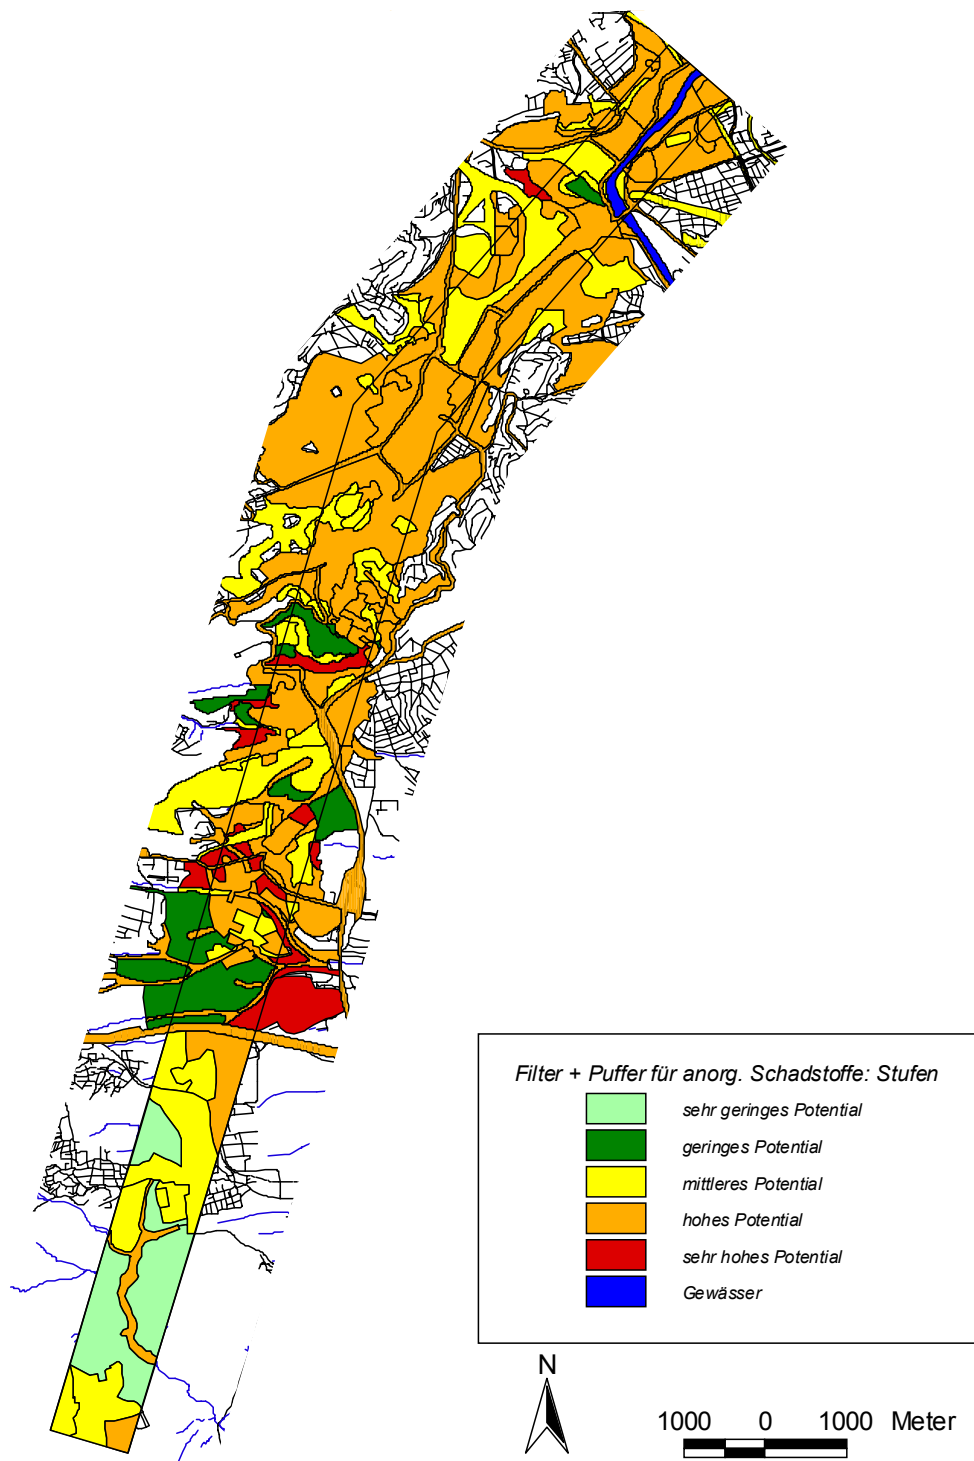 Filter + Puffer für anorg. Schadstoffe: Stufen
sehr geringes Potential
geringes Potential
mittleres Potential
hohes Potential
sehr hohes Potential
Gewässer
N
1000 0 1000 Meter